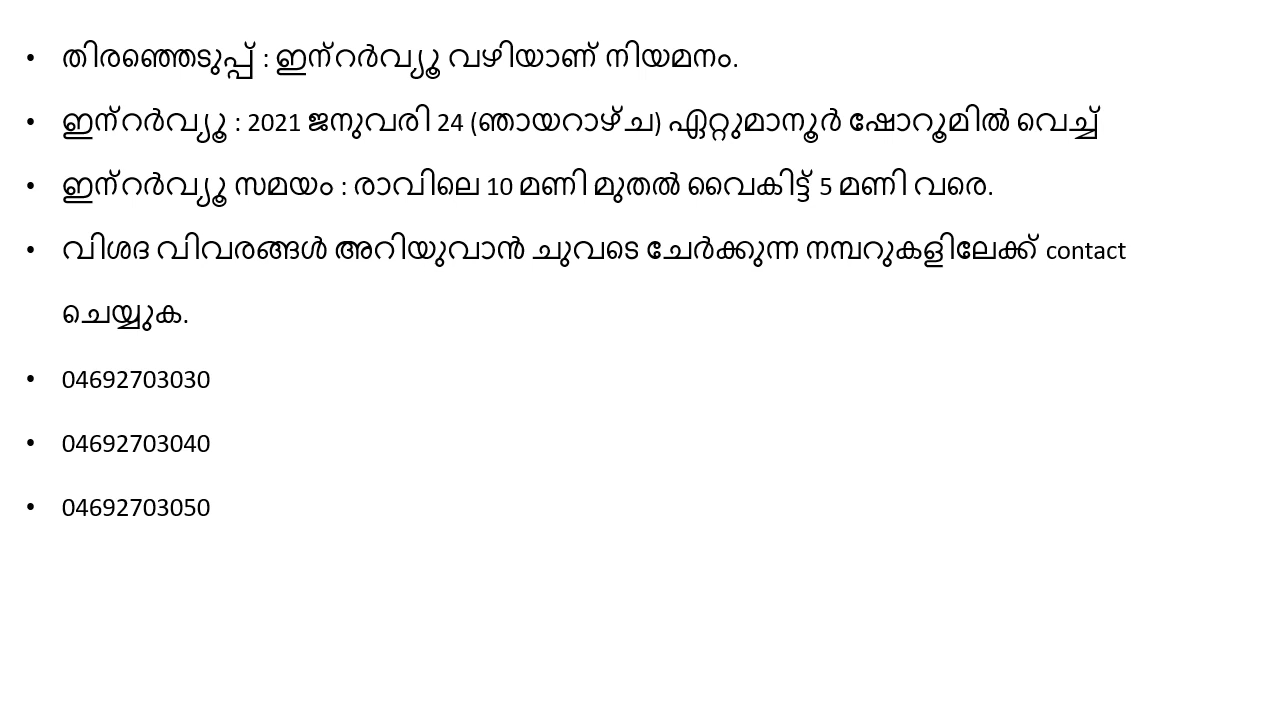 • തിരഞ്ഞെടുപ്പ് : ഇന്റർവ്യൂ വഴിയാണ് നിയമനം.
• ഇന്റർവ്യൂ : 2021 ജനുവരി 24 (ഞായറാഴ്ച) ഏറ്റുമാനൂർ ഷോറൂമിൽ വെച്ച്
• ഇന്റർവ്യൂ സമയം : രാവിലെ 10 മണി മുതൽ വൈകിട്ട് 5 മണി വരെ.
• വിശദ വിവരങ്ങൾ അറിയുവാൻ ചുവടെ ചേർക്കുന്ന നമ്പറുകളിലേക്ക് contact
ചെയ്യുക.
• 04692703030
• 04692703040
• 04692703050